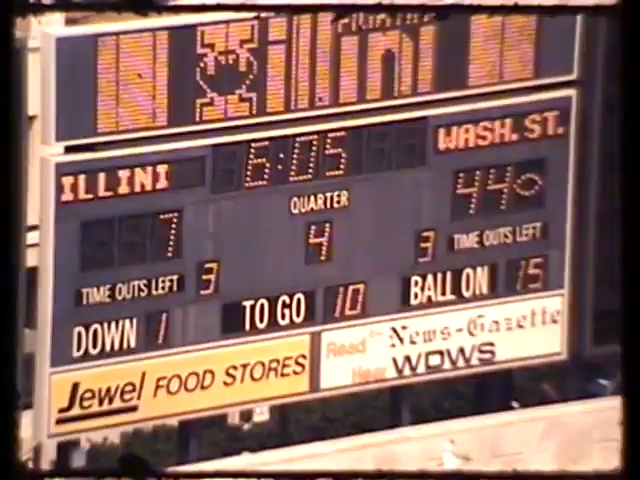 illini
ILLINI 6:05 WASH. ST.
7 QUARTER 44
4
TIME OUTS LEFT 3 3 TIME OUTS LEFT
DOWN 1 TO GO 10 BALL ON 15
Jewel FOOD STORES
Read The News-Gazette
Hear WDWS